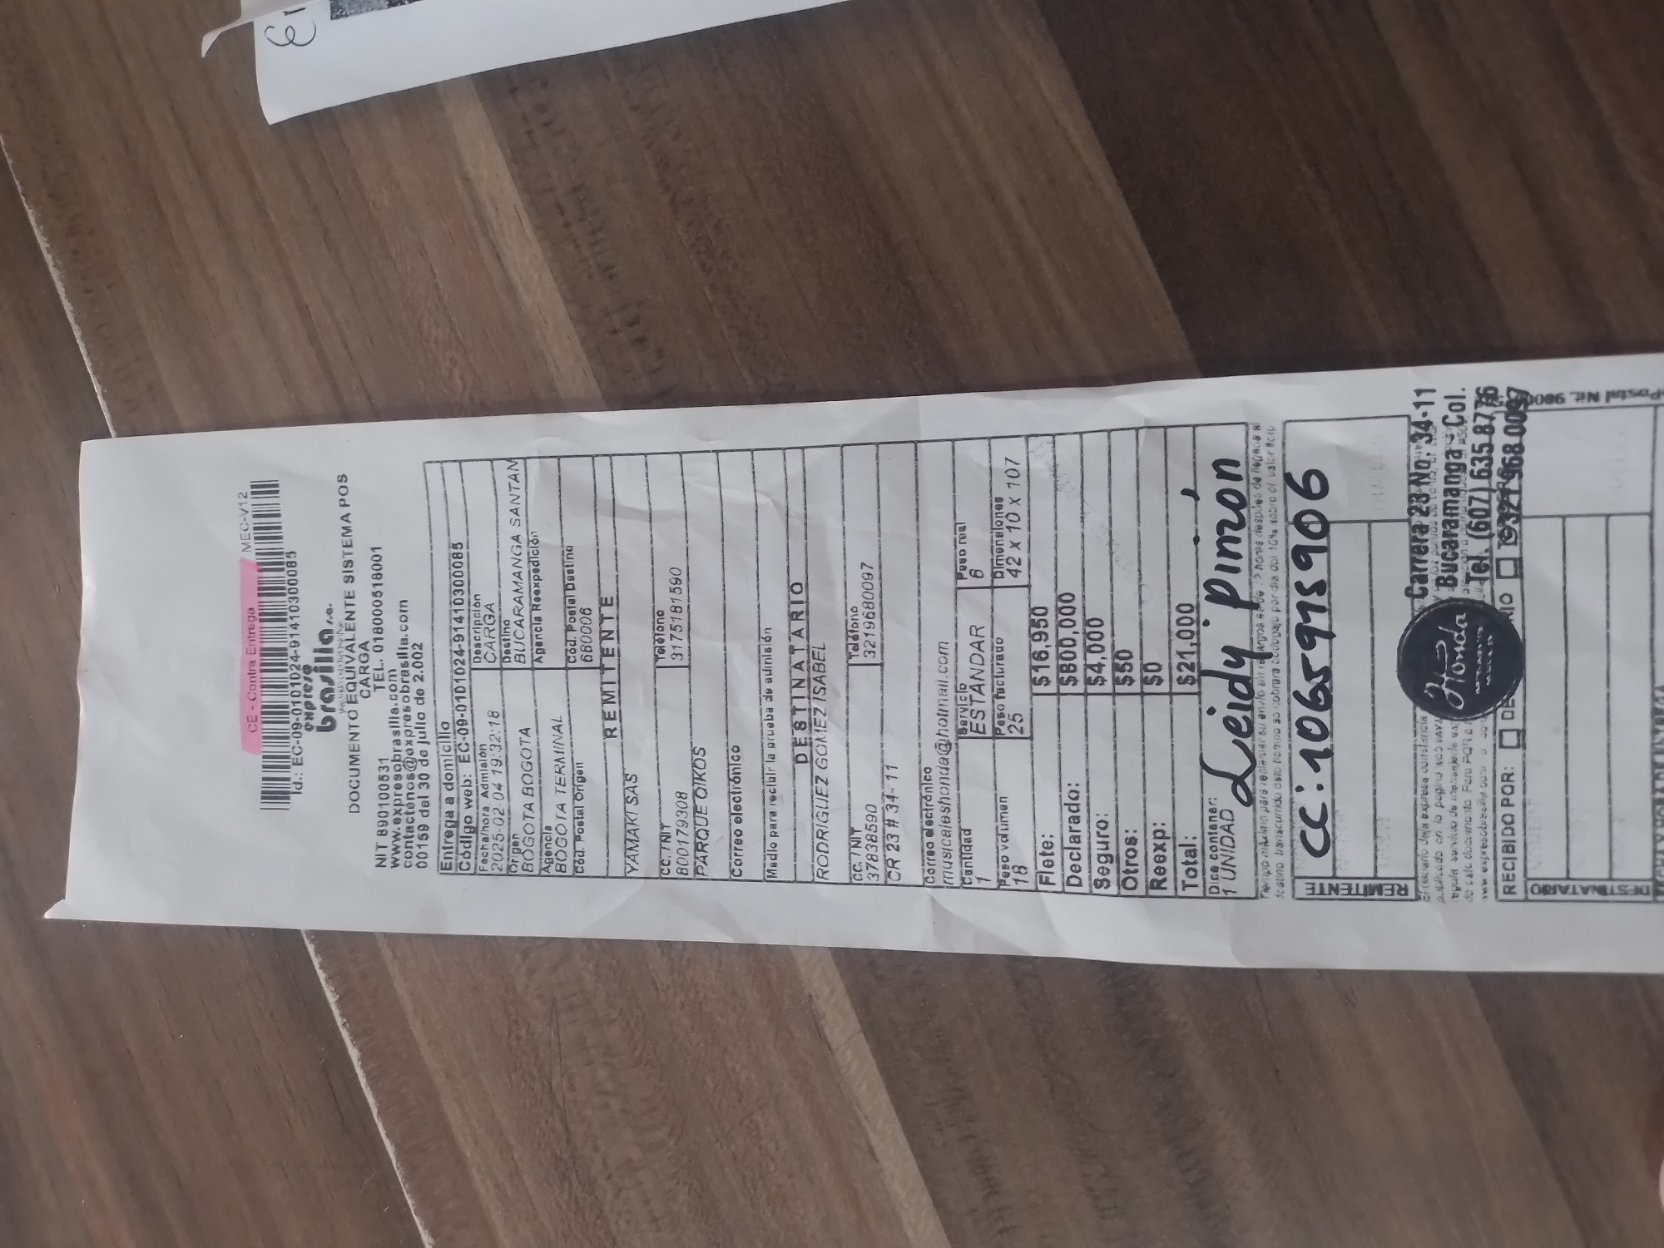 CE - Contra Entrega
MEC-V12
Id.: EC-09-0101024-91410300085
expreso
brasilia s.a.
DOCUMENTO EQUIVALENTE SISTEMA POS
CARGA
NIT 890100531 TEL. 0180000518001
www.expresobrasilia.com
contactenos@expresobrasilia.com
00159 del 30 de julio de 2.002
Entrega a domicilio
Código web: EC-09-0101024-91410300085
Fecha/hora Admisión Descripción
2025-02-04 19:32:18 CARGA
Origen Destino
BOGOTA BOGOTA BUCARAMANGA SANTAN
Agencia Agencia Reexpedición
BOGOTA TERMINAL
Cód. Postal Origen Cód. Postal Destino
680006
REMITENTE
YAMAKI SAS
CC. / NIT Teléfono
800179308 3175181590
PARQUE OIKOS
Correo electrónico
Medio para recibir la prueba de admisión
DESTINATARIO
RODRIGUEZ GOMEZ ISABEL
CC. / NIT Teléfono
37838590 3219680097
CR 23 # 34- 11
Correo electrónico
musicaleshonda@hotmail.com
Cantidad Servicio Peso real
1 ESTANDAR 6
Peso volumen Peso facturado Dimensiones
18 25 42 x 10 x 107
Flete: $16,950
Declarado: $800,000
Seguro: $4,000
Otros: $50
Reexp: $0
Total: $21,000
Dice contener:
1 UNIDAD
Leidy Pinzón
CC: 1065975906
REMITENTE
Carrera 23 No. 34-11
Bucaramanga - Col.
Tel. (607) 635 8776
Honda
RECIBIDO POR:
DESTINATARIO